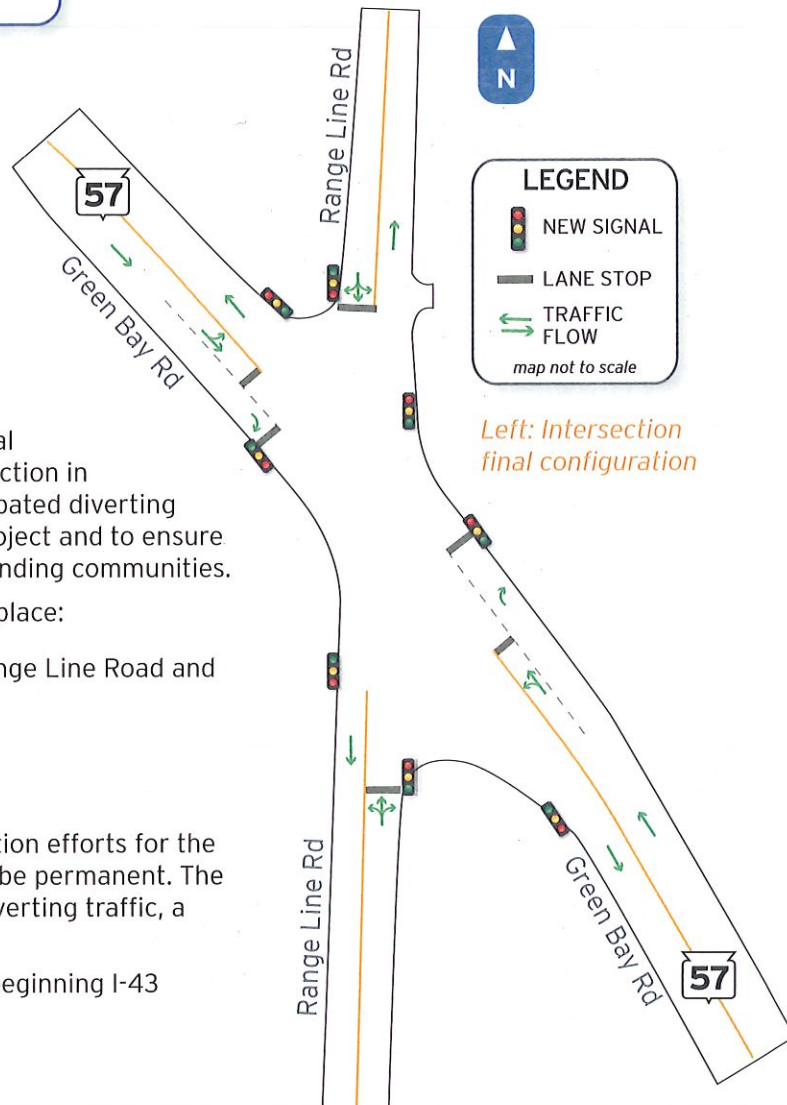 Range Line Rd
N
57
Green Bay Rd
LEGEND
NEW SIGNAL
LANE STOP
TRAFFIC
FLOW
map not to scale
Left: Intersection
final configuration
al
ction in
pated diverting
oject and to ensure
nding communities.
place:
nge Line Road and
tion efforts for the
be permanent. The
verting traffic, a
beginning I-43
Range Line Rd
Green Bay Rd
57